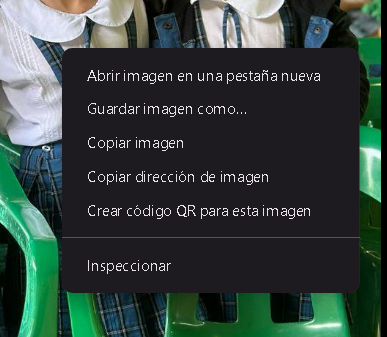 Abrir imagen en una pestaña nueva
Guardar imagen como...
Copiar imagen
Copiar dirección de imagen
Crear código QR para esta imagen
Inspeccionar